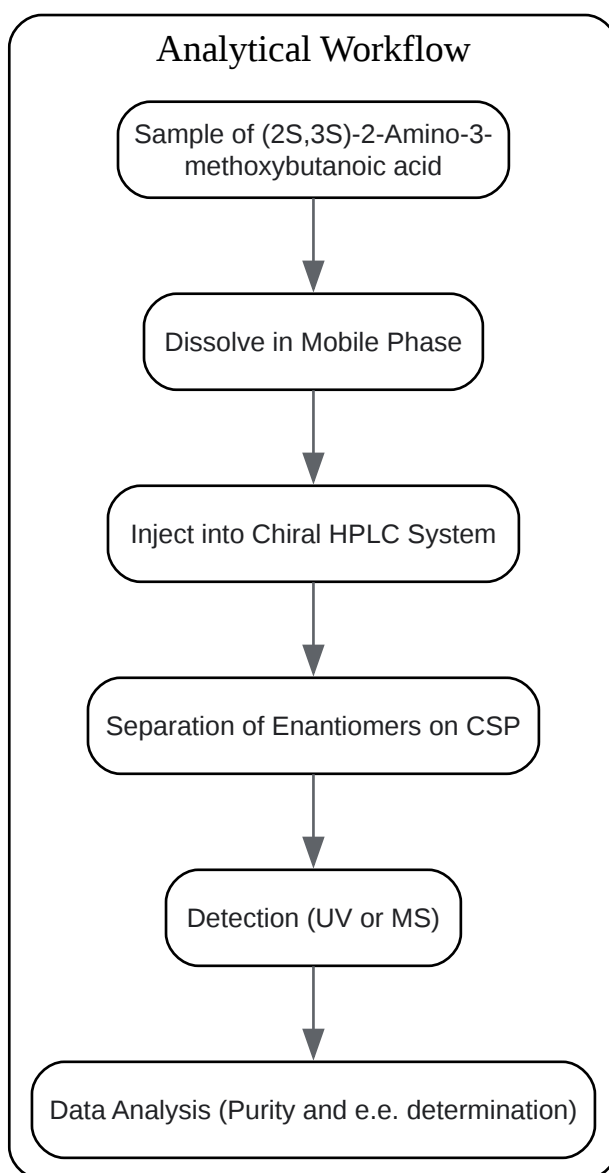 Analytical Workflow
Sample of (2S,3S)-2-Amino-3-
methoxybutanoic acid
Dissolve in Mobile Phase
Inject into Chiral HPLC System
Separation of Enantiomers on CSP
Detection (UV or MS)
Data Analysis (Purity and e.e. determination)